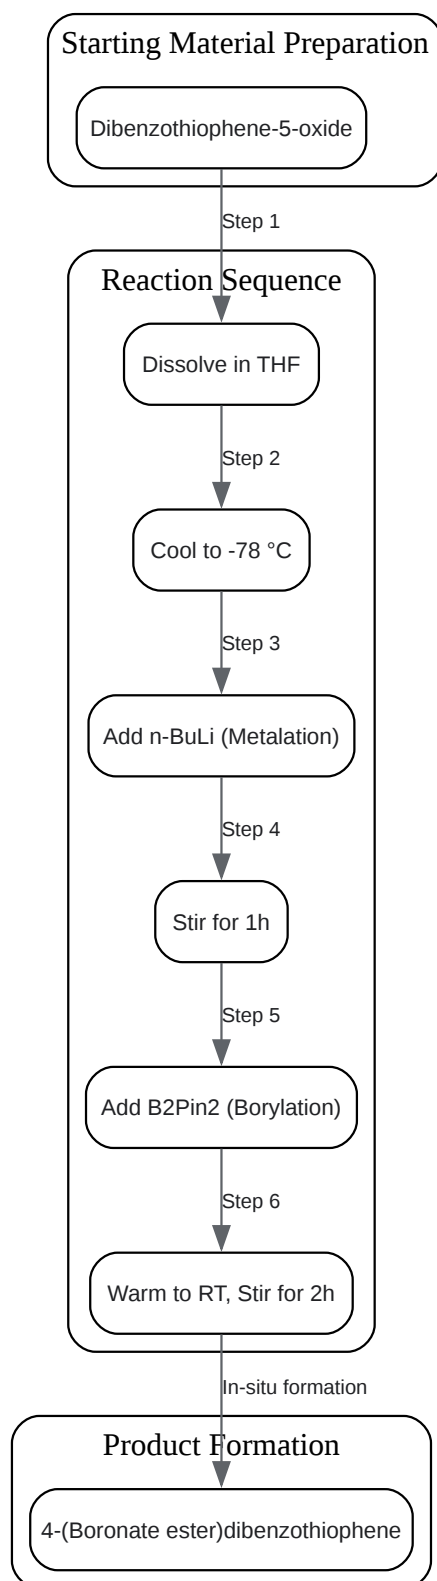 Starting Material Preparation
Dibenzothiophene-5-oxide
Step 1
Reaction Sequence
Dissolve in THF
Step 2
Cool to -78 °C
Step 3
Add n-BuLi (Metalation)
Step 4
Stir for 1h
Step 5
Add B2Pin2 (Borylation)
Step 6
Warm to RT, Stir for 2h
In-situ formation
Product Formation
4-(Boronate ester)dibenzothiophene